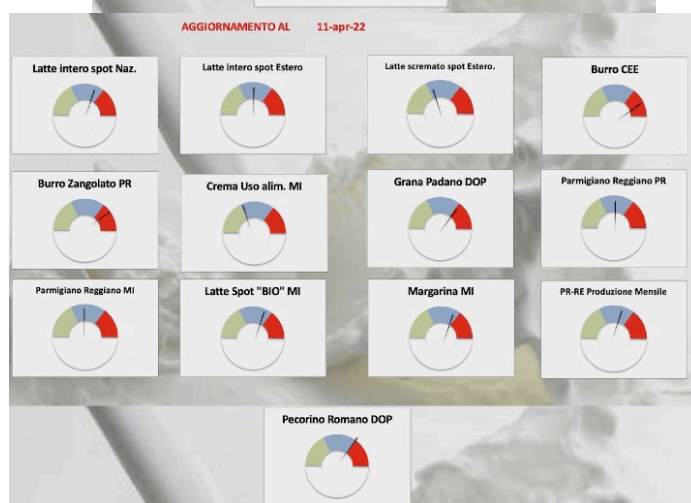 AGGIORNAMENTO AL 11-apr-22
Latte intero spot Naz.
Latte intero spot Estero
Latte scremato spot Estero.
Burro CEE
Burro Zangolato PR
Crema Uso alim. MI
Grana Padano DOP
Parmigiano Reggiano PR
Parmigiano Reggiano MI
Latte Spot "BIO" MI
Margarina MI
PR-RE Produzione Mensile
Pecorino Romano DOP